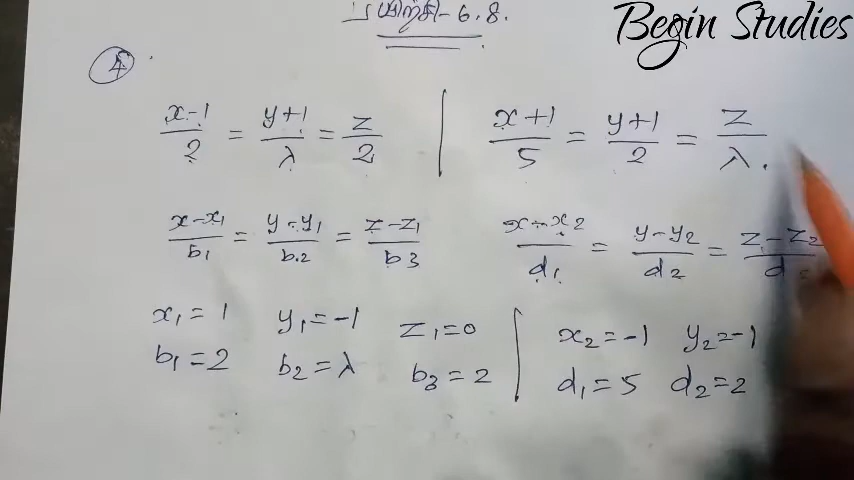 Begin Studies
பயிற்சி - 6.8.
4
x-1/2 = y+1/λ = z/2 | x+1/5 = y+1/2 = z/λ.
x-x₁/b₁ = y-y₁/b₂ = z-z₁/b₃ x-x₂/d₁ = y-y₂/d₂ = z-z₂/d
x₁ = 1 y₁ = -1 z₁ = 0 | x₂ = -1 y₂ = -1
b₁ = 2 b₂ = λ b₃ = 2 d₁ = 5 d₂ = 2